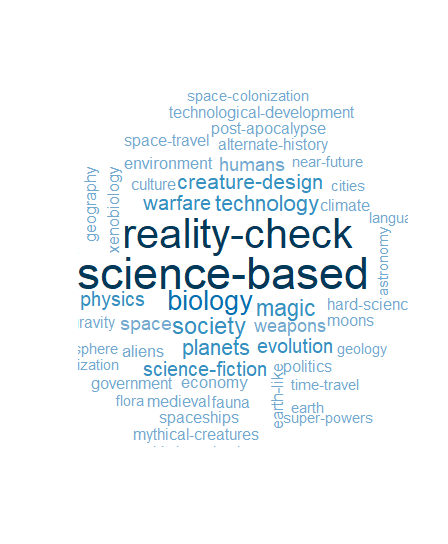 space-colonization
technological-development
post-apocalypse
space-travel alternate-history
environment humans near-future
culture creature-design cities
geography xenobiology warfare technology climate
langua
reality-check astronomy
science-based
physics biology magic hard-scienc
ravity space society weapons moons
sphere aliens planets evolution geology
ization science-fiction earth-like politics
government economy time-travel
flora medieval fauna earth
spaceships super-powers
mythical-creatures